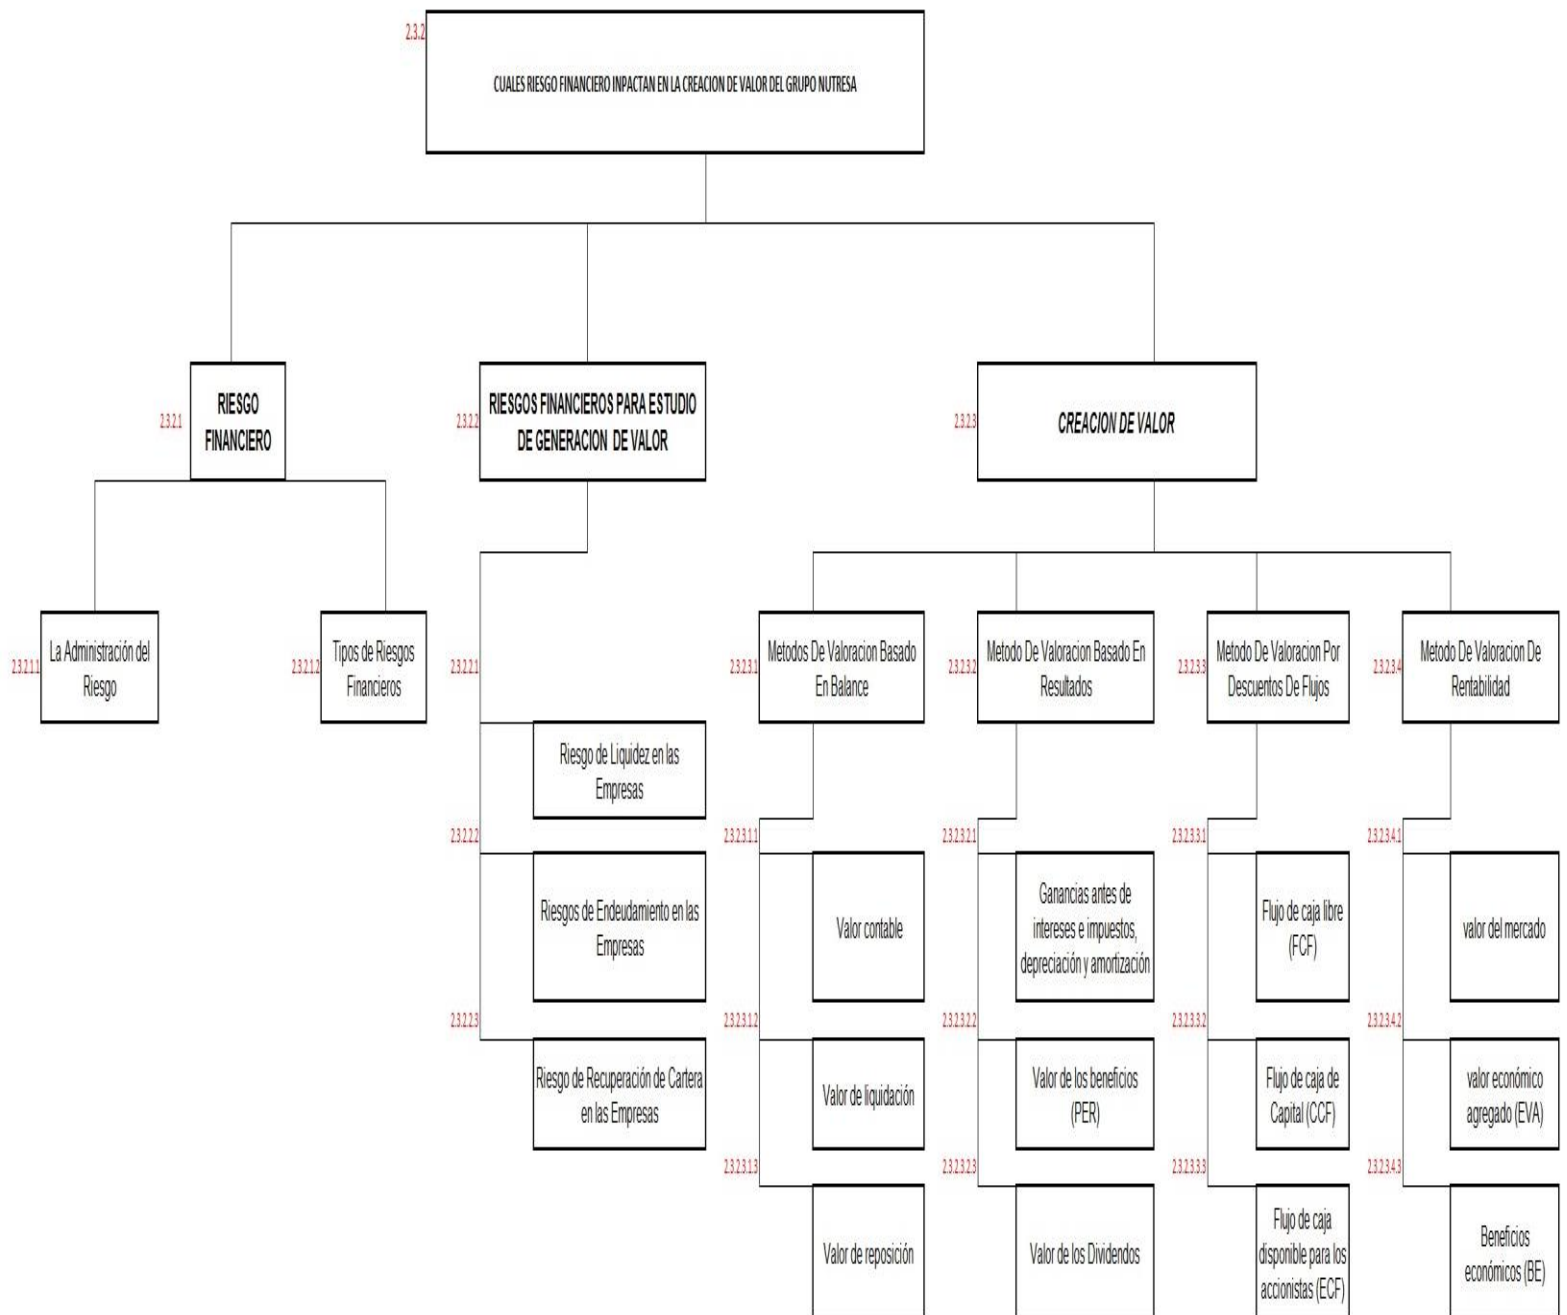 2.3.2
CUALES RIESGO FINANCIERO INPACTAN EN LA CREACION DE VALOR DEL GRUPO NUTRESA
2.3.2.1
RIESGO
FINANCIERO
2.3.2.2
RIESGOS FINANCIEROS PARA ESTUDIO
DE GENERACION DE VALOR
2.3.2.3
CREACION DE VALOR
2.3.2.1.1
La Administración del
Riesgo
2.3.2.1.2
Tipos de Riesgos
Financieros
2.3.2.2.1
Riesgo de Liquidez en las
Empresas
2.3.2.2.2
Riesgos de Endeudamiento en las
Empresas
2.3.2.2.3
Riesgo de Recuperación de Cartera
en las Empresas
2.3.2.3.1
Metodos De Valoracion Basado
En Balance
2.3.2.3.1.1
Valor contable
2.3.2.3.1.2
Valor de liquidación
2.3.2.3.1.3
Valor de reposición
2.3.2.3.2
Metodo De Valoracion Basado En
Resultados
2.3.2.3.2.1
Ganancias antes de
intereses e impuestos,
depreciación y amortización
2.3.2.3.2.2
Valor de los beneficios
(PER)
2.3.2.3.2.3
Valor de los Dividendos
2.3.2.3.3
Metodo De Valoracion Por
Descuentos De Flujos
2.3.2.3.3.1
Flujo de caja libre
(FCF)
2.3.2.3.3.2
Flujo de caja de
Capital (CCF)
2.3.2.3.3.3
Flujo de caja
disponible para los
accionistas (ECF)
2.3.2.3.4
Metodo De Valoracion De
Rentabilidad
2.3.2.3.4.1
valor del mercado
2.3.2.3.4.2
valor económico
agregado (EVA)
2.3.2.3.4.3
Beneficios
económicos (BE)